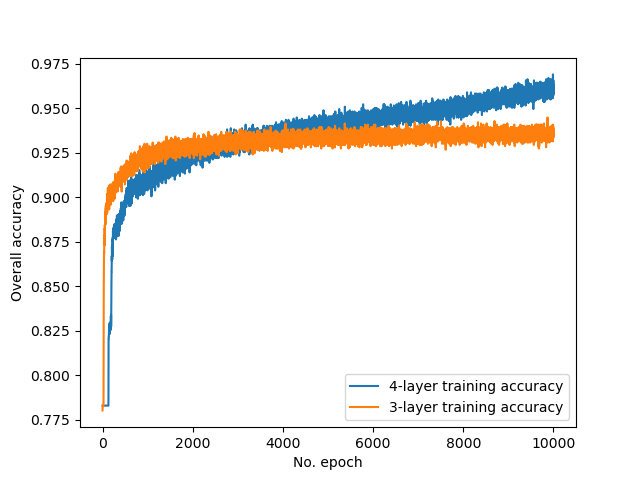 0.975
0.950
0.925
0.900
0.875
0.850
0.825
0.800
0.775
Overall accuracy
4-layer training accuracy
3-layer training accuracy
0 2000 4000 6000 8000 10000
No. epoch